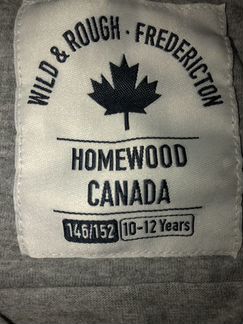 WILD & ROUGH · FREDERICTON
HOMEWOOD
CANADA
146/152 10-12 Years